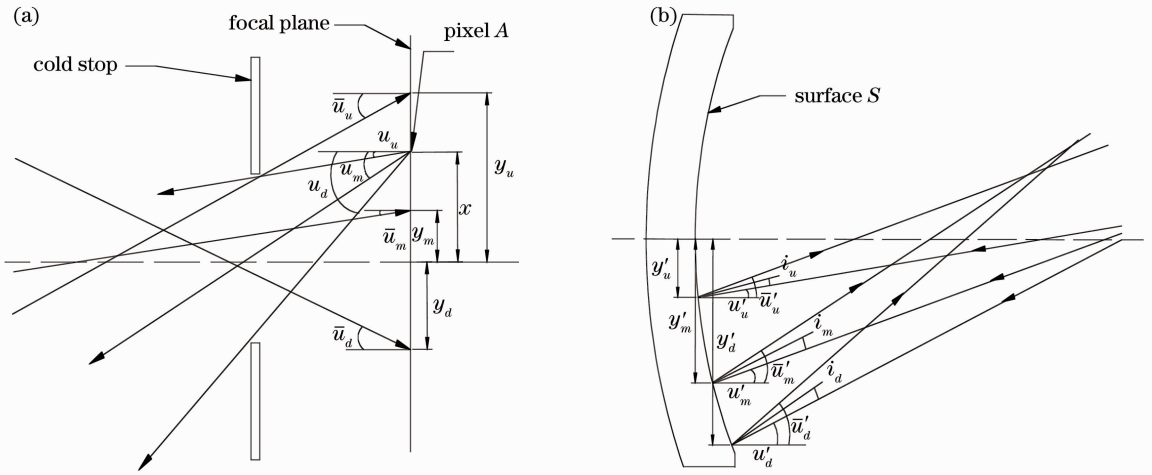 (a)
focal plane
pixel A
cold stop
ū_u
u_u
u_m
u_d
y_u
x
ū_m
y_m
y_d
ū_d
(b)
surface S
y′_u
i_u
u′_u
ū′_u
y′_m
y′_d
i_m
ū′_m
u′_m
i_d
ū′_d
u′_d